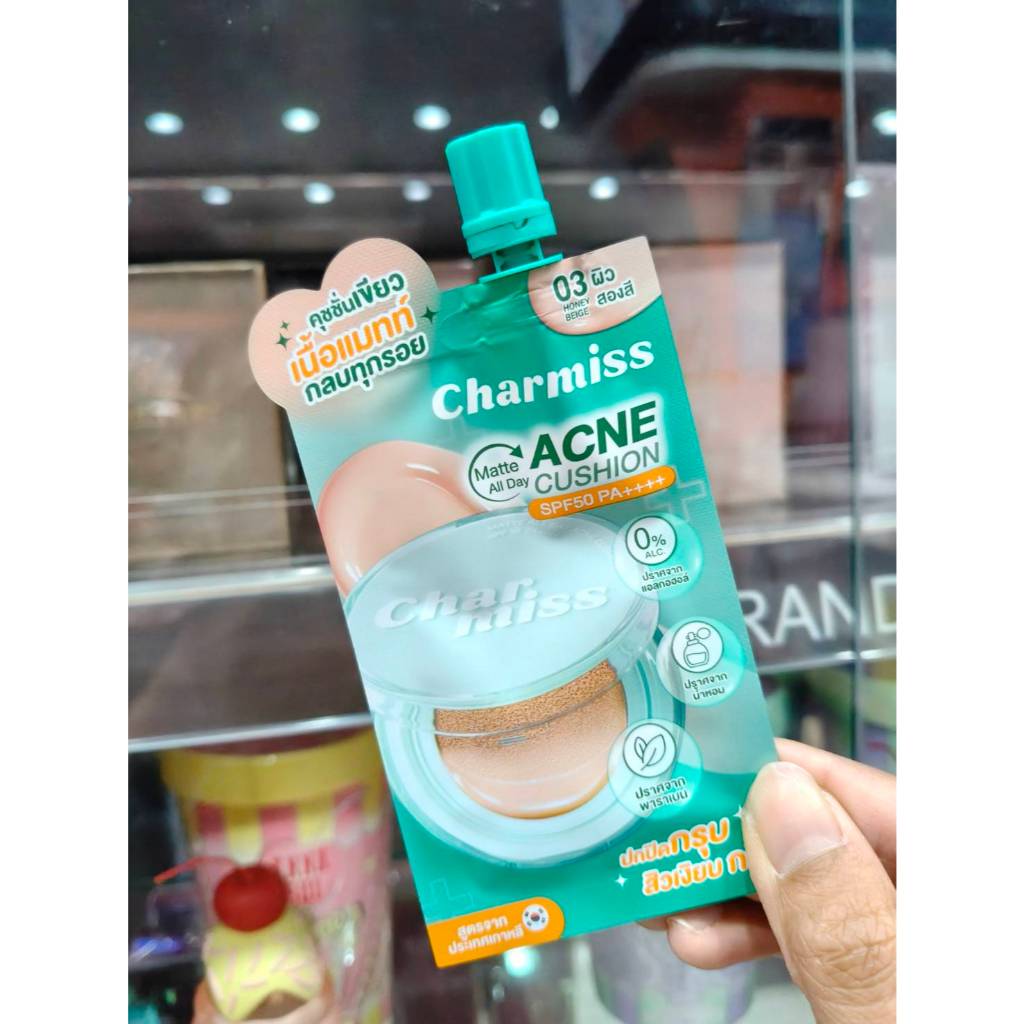 คุชชั่นเขียว
เนื้อแมทท์
กลบทุกรอย
03 ผิว
สองสี
HONEY
BEIGE
Charmiss
Matte
All Day
ACNE
CUSHION
SPF50 PA++++
Char
miss
0%
ALC.
ปราศจาก
แอลกอฮอล์
ปราศจาก
น้ำหอม
ปราศจาก
พาราเบน
ปกปิดกรุบ
สิวเงียบ
สูตรจาก
ประเทศเกาหลี
RAND